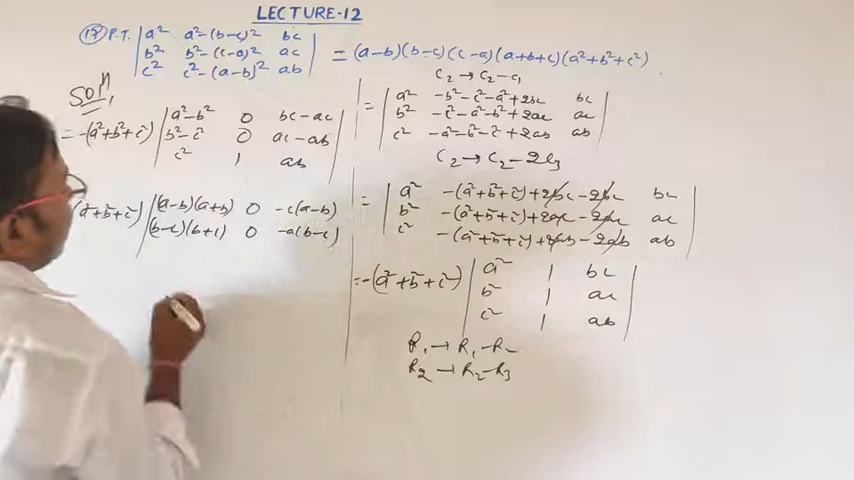 LECTURE-12
(17) P.T. | a² a²-(b-c)² bc |
| b² b²-(c-a)² ac | = (a-b)(b-c)(c-a)(a+b+c)(a²+b²+c²)
| c² c²-(a-b)² ab |
Solⁿ,
C₂→C₂-C₁
= | a² -b²-c²-a²+2bc bc |
| b² -c²-a²-b²+2ac ac |
| c² -a²-b²-c²+2ab ab |
C₂→C₂-2C₃
= | a² -(a²+b²+c²)+2bc-2bc bc |
| b² -(a²+b²+c²)+2ac-2ac ac |
| c² -(a²+b²+c²)+2ab-2ab ab |
=-(a²+b²+c²) | a² 1 bc |
| b² 1 ac |
| c² 1 ab |
R₁→R₁-R₂
R₂→R₂-R₃
=-(a²+b²+c²) | a²-b² 0 bc-ac |
| b²-c² 0 ac-ab |
| c² 1 ab |
(a²+b²+c²) | (a-b)(a+b) 0 -c(a-b)
| (b-c)(b+c) 0 -a(b-c)